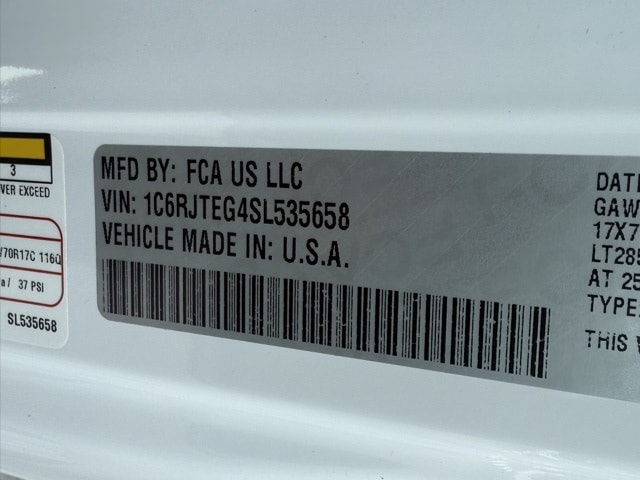 3
VER EXCEED
/70R17C 116Q
a/ 37 PSI
SL535658
MFD BY: FCA US LLC
VIN: 1C6RJTEG4SL535658
VEHICLE MADE IN: U.S.A.
DATE
GAW
17X7
LT285
AT 25
TYPE:
THIS V